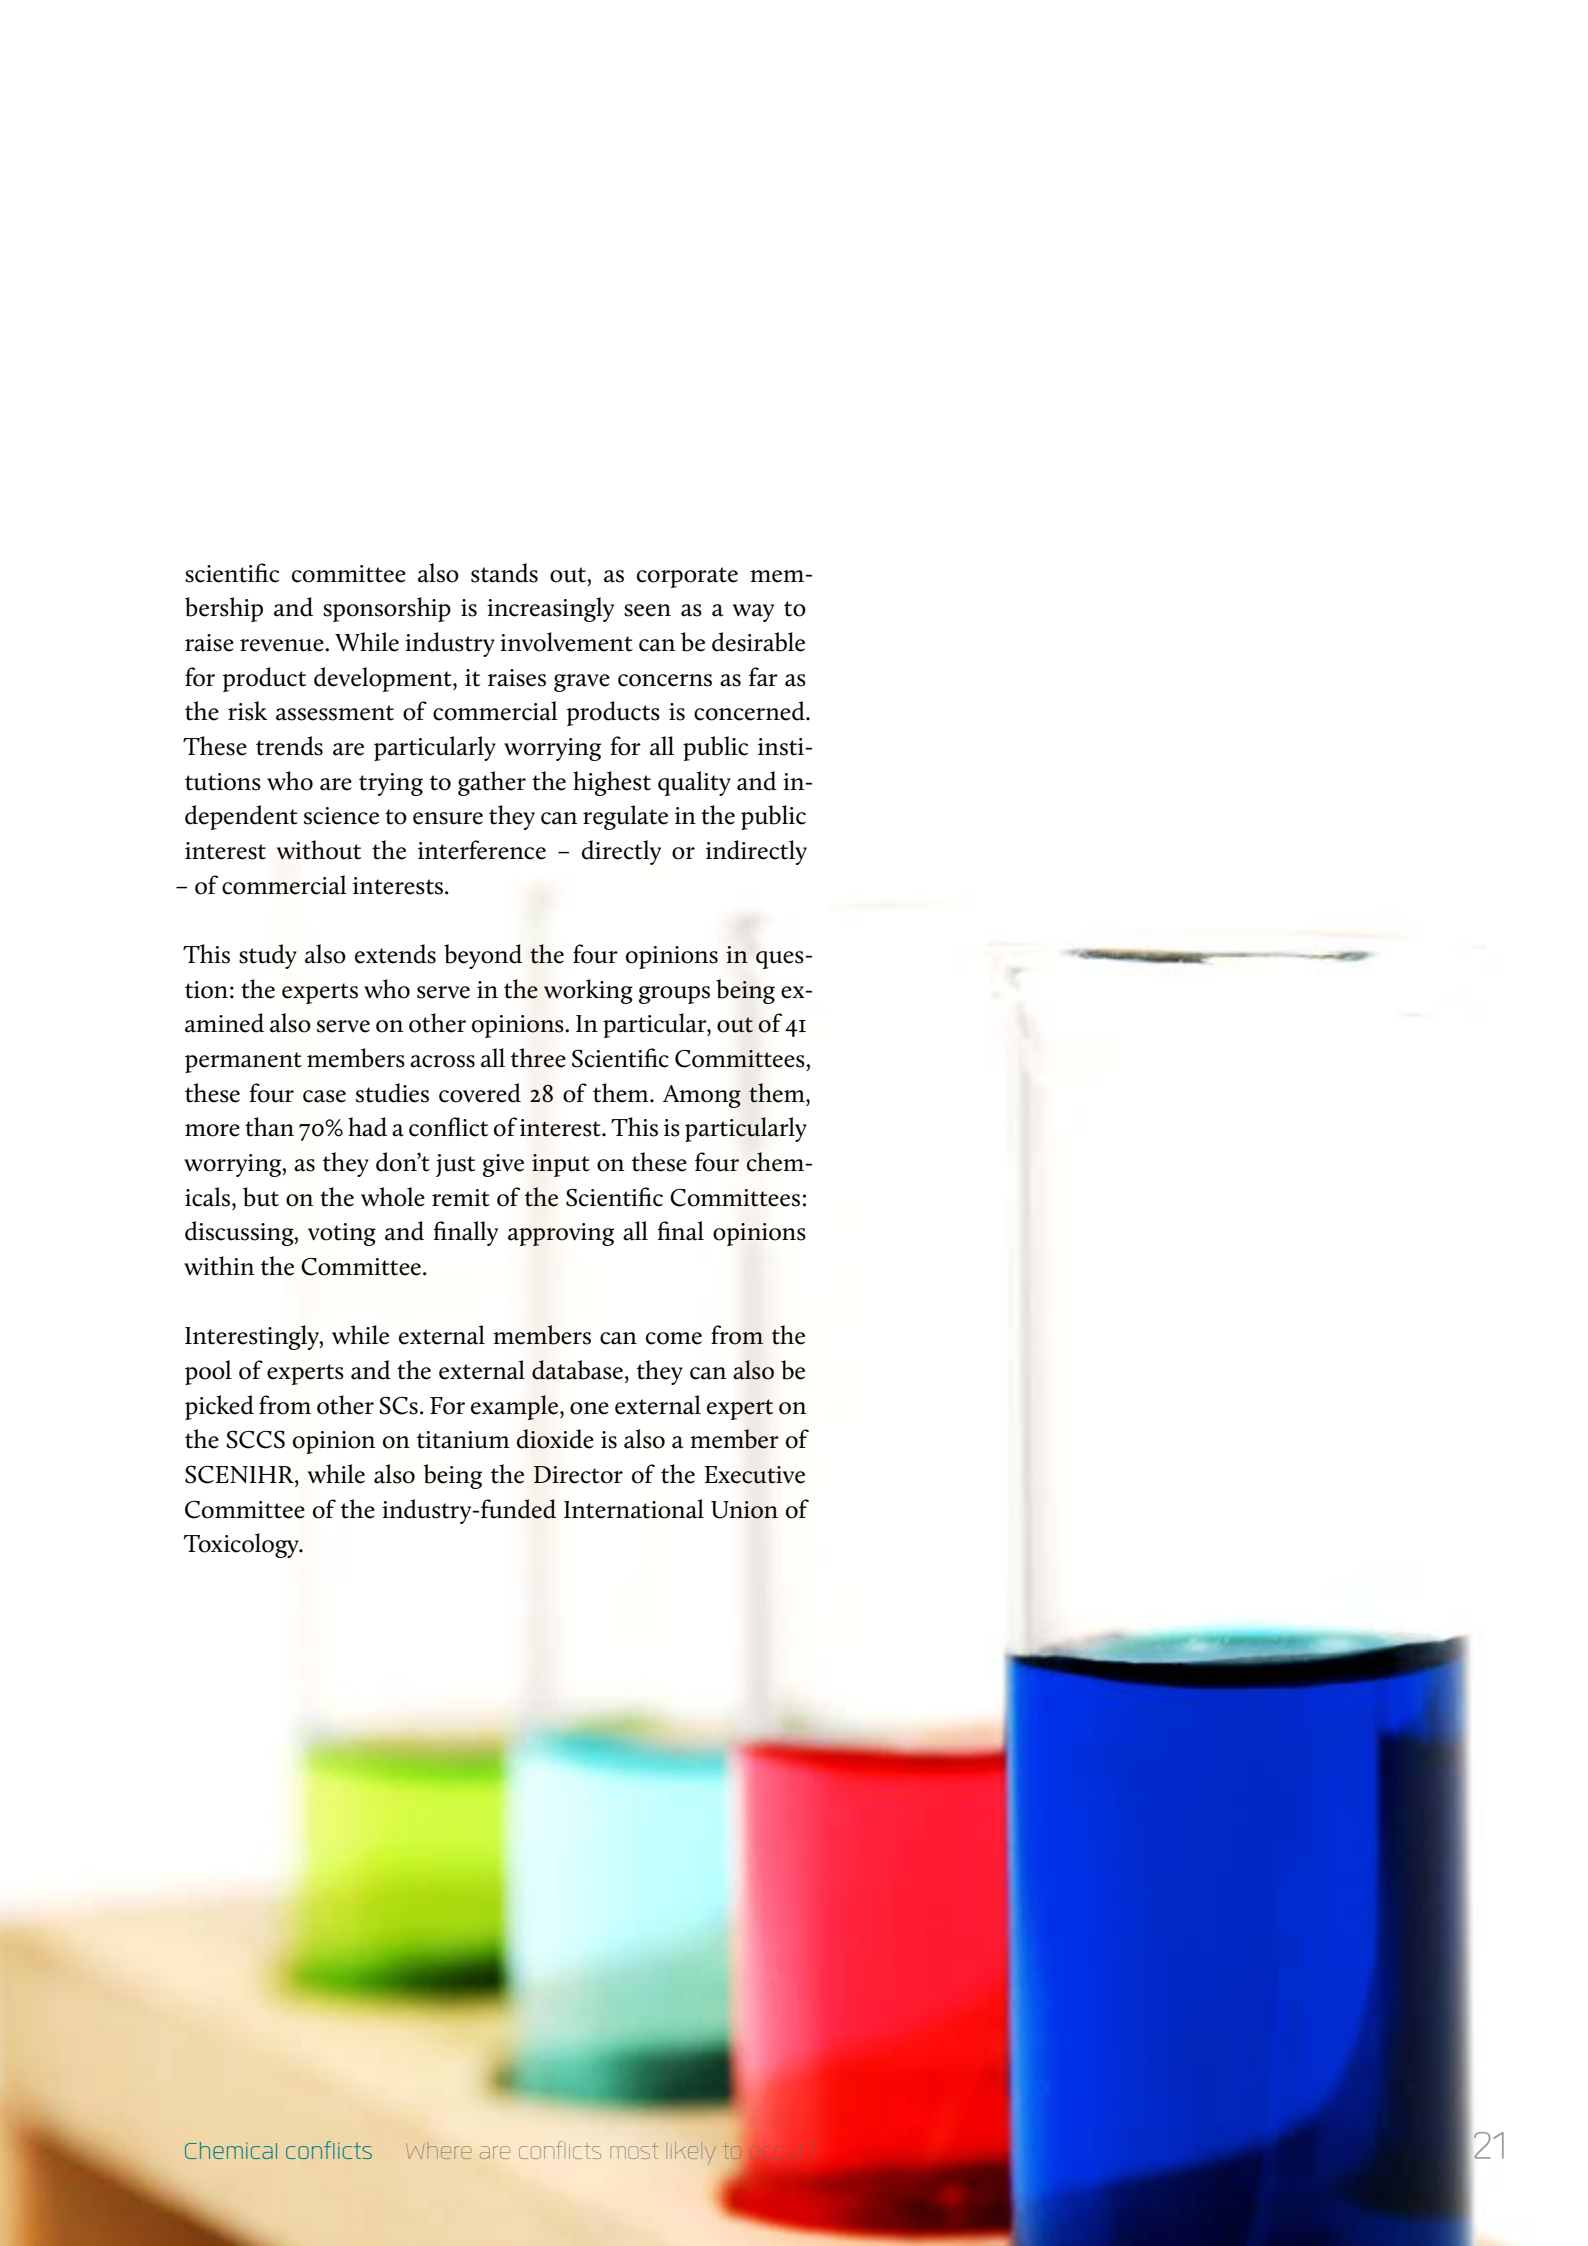 scientific committee also stands out, as corporate mem-
bership and sponsorship is increasingly seen as a way to
raise revenue. While industry involvement can be desirable
for product development, it raises grave concerns as far as
the risk assessment of commercial products is concerned.
These trends are particularly worrying for all public insti-
tutions who are trying to gather the highest quality and in-
dependent science to ensure they can regulate in the public
interest without the interference – directly or indirectly
– of commercial interests.
This study also extends beyond the four opinions in ques-
tion: the experts who serve in the working groups being ex-
amined also serve on other opinions. In particular, out of 41
permanent members across all three Scientific Committees,
these four case studies covered 28 of them. Among them,
more than 70% had a conflict of interest. This is particularly
worrying, as they don’t just give input on these four chem-
icals, but on the whole remit of the Scientific Committees:
discussing, voting and finally approving all final opinions
within the Committee.
Interestingly, while external members can come from the
pool of experts and the external database, they can also be
picked from other SCs. For example, one external expert on
the SCCS opinion on titanium dioxide is also a member of
SCENIHR, while also being the Director of the Executive
Committee of the industry-funded International Union of
Toxicology.
Chemical conflicts Where are conflicts most likely to occur? 21